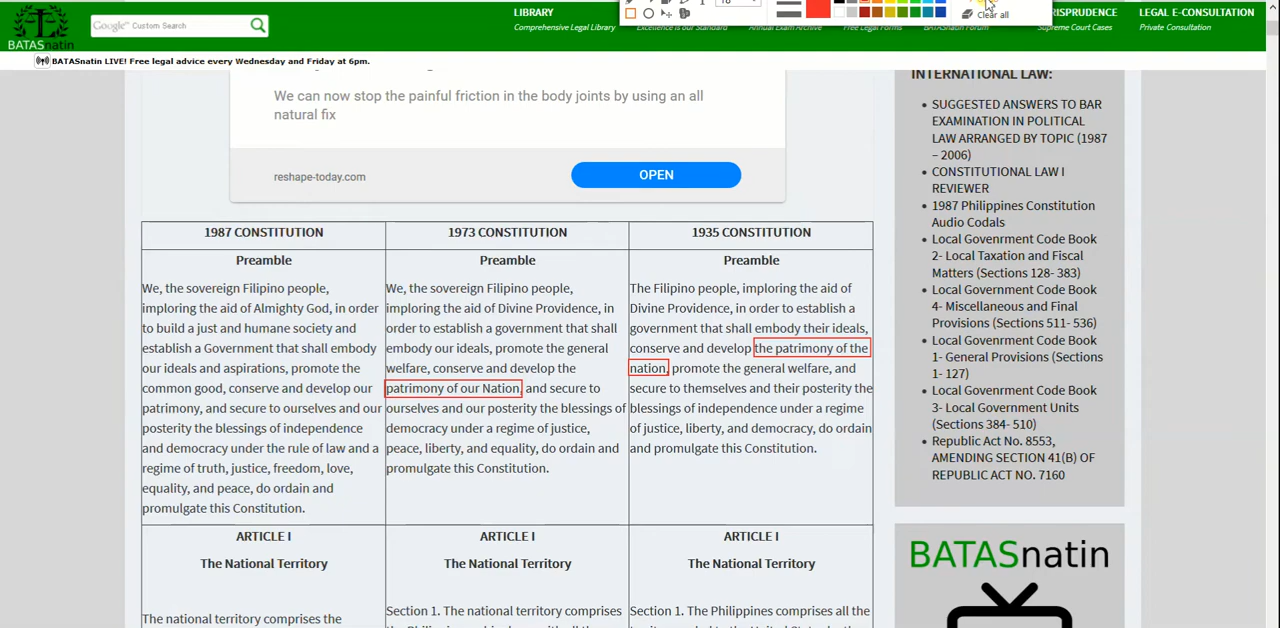 BATASnatin
Google Custom Search
LIBRARY
Comprehensive Legal Library
Excellence is our Standard
Annual Exam Archive
Free Legal Forms
BATASnatin Forum
RISPRUDENCE
Supreme Court Cases
LEGAL E-CONSULTATION
Private Consultation
Clear all
BATASnatin LIVE! Free legal advice every Wednesday and Friday at 6pm.
We can now stop the painful friction in the body joints by using an all
natural fix
reshape-today.com
OPEN
1987 CONSTITUTION
Preamble
We, the sovereign Filipino people,
imploring the aid of Almighty God, in order
to build a just and humane society and
establish a Government that shall embody
our ideals and aspirations, promote the
common good, conserve and develop our
patrimony, and secure to ourselves and our
posterity the blessings of independence
and democracy under the rule of law and a
regime of truth, justice, freedom, love,
equality, and peace, do ordain and
promulgate this Constitution.
ARTICLE I
The National Territory
The national territory comprises the
1973 CONSTITUTION
Preamble
We, the sovereign Filipino people,
imploring the aid of Divine Providence, in
order to establish a government that shall
embody our ideals, promote the general
welfare, conserve and develop the
patrimony of our Nation, and secure to
ourselves and our posterity the blessings of
democracy under a regime of justice,
peace, liberty, and equality, do ordain and
promulgate this Constitution.
ARTICLE I
The National Territory
Section 1. The national territory comprises
1935 CONSTITUTION
Preamble
The Filipino people, imploring the aid of
Divine Providence, in order to establish a
government that shall embody their ideals,
conserve and develop the patrimony of the
nation, promote the general welfare, and
secure to themselves and their posterity the
blessings of independence under a regime
of justice, liberty, and democracy, do ordain
and promulgate this Constitution.
ARTICLE I
The National Territory
Section 1. The Philippines comprises all the
INTERNATIONAL LAW:
SUGGESTED ANSWERS TO BAR
EXAMINATION IN POLITICAL
LAW ARRANGED BY TOPIC (1987
– 2006)
CONSTITUTIONAL LAW I
REVIEWER
1987 Philippines Constitution
Audio Codals
Local Govenrment Code Book
2- Local Taxation and Fiscal
Matters (Sections 128- 383)
Local Govenrment Code Book
4- Miscellaneous and Final
Provisions (Sections 511- 536)
Local Govenrment Code Book
1- General Provisions (Sections
1- 127)
Local Govenrment Code Book
3- Local Government Units
(Sections 384- 510)
Republic Act No. 8553,
AMENDING SECTION 41(B) OF
REPUBLIC ACT NO. 7160
BATASnatin